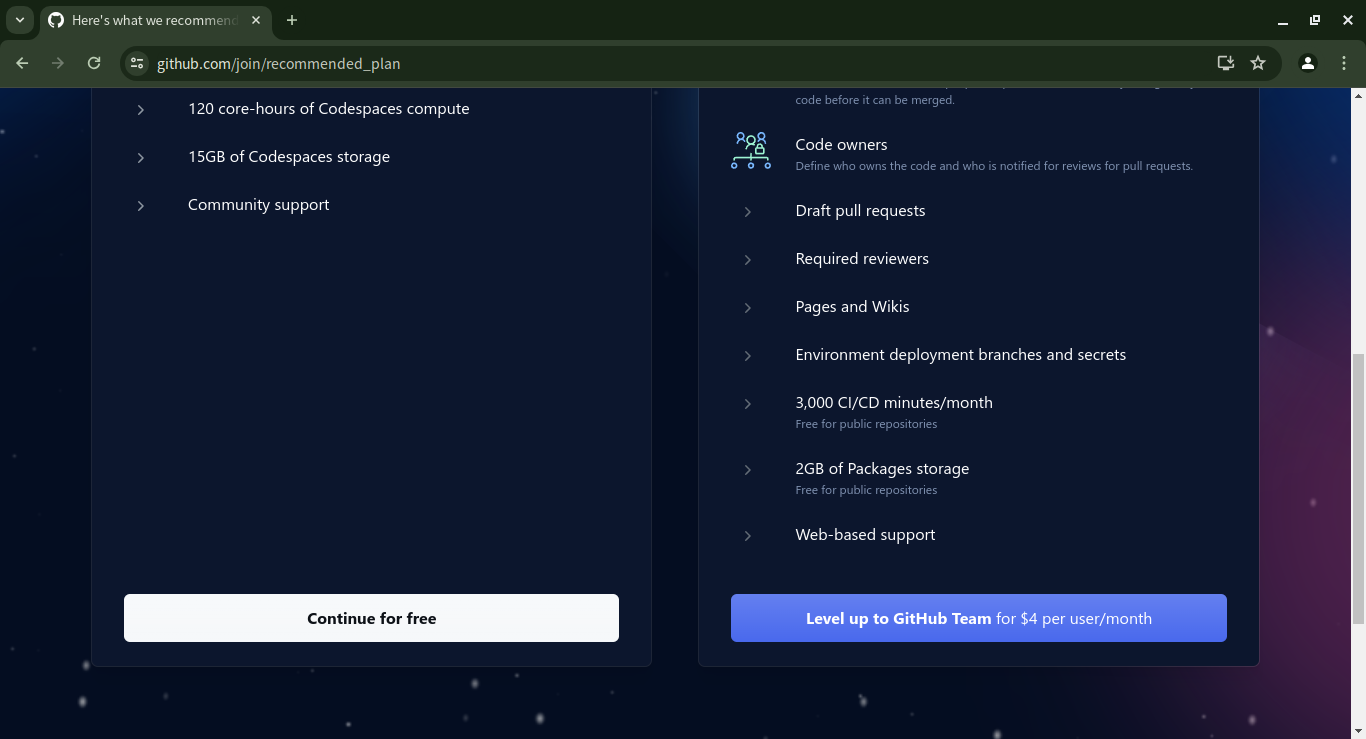 Here's what we recommend
github.com/join/recommended_plan
120 core-hours of Codespaces compute
15GB of Codespaces storage
Community support
Continue for free
code before it can be merged.
Code owners
Define who owns the code and who is notified for reviews for pull requests.
Draft pull requests
Required reviewers
Pages and Wikis
Environment deployment branches and secrets
3,000 CI/CD minutes/month
Free for public repositories
2GB of Packages storage
Free for public repositories
Web-based support
Level up to GitHub Team for $4 per user/month